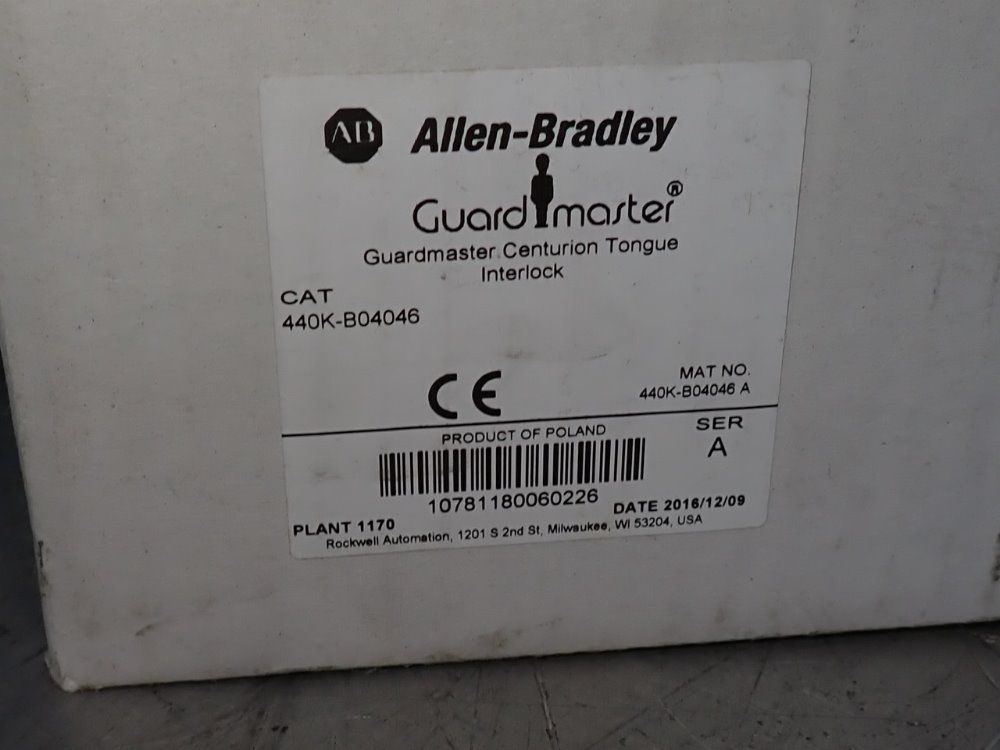 AB Allen-Bradley
Guardmaster®
Guardmaster Centurion Tongue
Interlock
CAT
440K-B04046
CE
MAT NO.
440K-B04046 A
PRODUCT OF POLAND
SER
A
10781180060226
PLANT 1170
DATE 2016/12/09
Rockwell Automation, 1201 S 2nd St, Milwaukee, WI 53204, USA